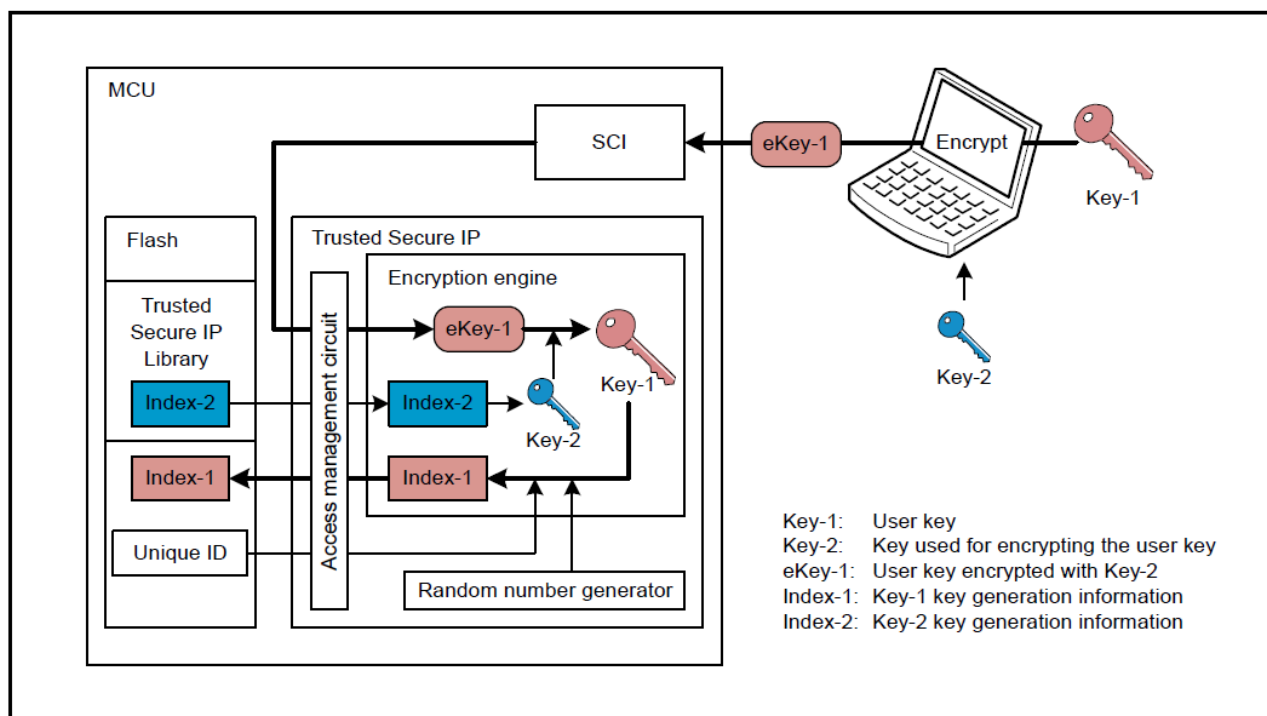 MCU
SCI
eKey-1
Encrypt
Key-1
Flash
Trusted Secure IP
Trusted
Secure IP
Library
Access management circuit
Encryption engine
eKey-1
Key-1
Index-2
Index-2
Key-2
Key-2
Index-1
Index-1
Unique ID
Random number generator
Key-1: User key
Key-2: Key used for encrypting the user key
eKey-1: User key encrypted with Key-2
Index-1: Key-1 key generation information
Index-2: Key-2 key generation information